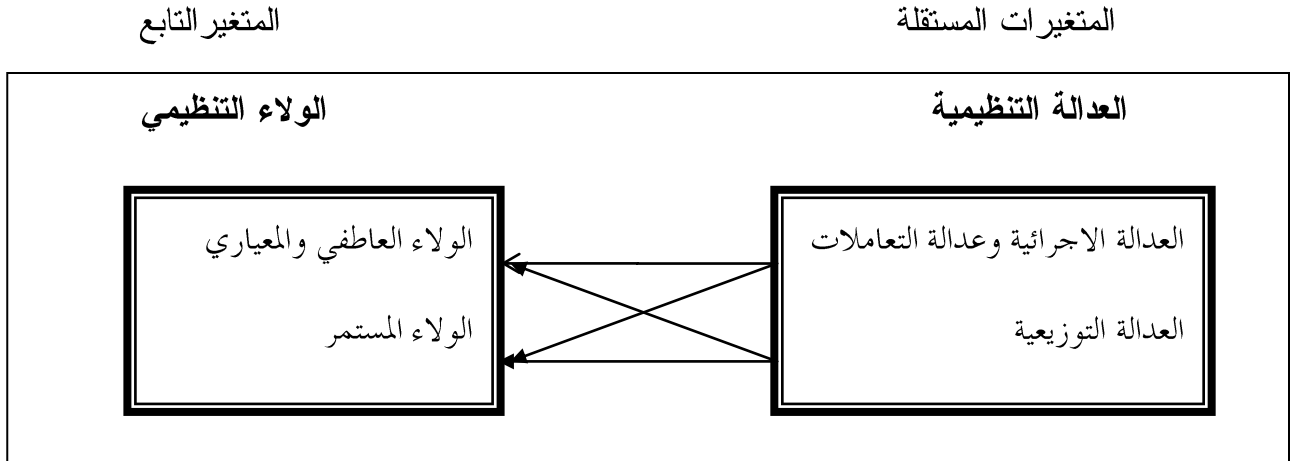 المتغيرات المستقلة
المتغير التابع
العدالة التنظيمية
الولاء التنظيمي
العدالة الاجرائية وعدالة التعاملات
العدالة التوزيعية
الولاء العاطفي والمعياري
الولاء المستمر